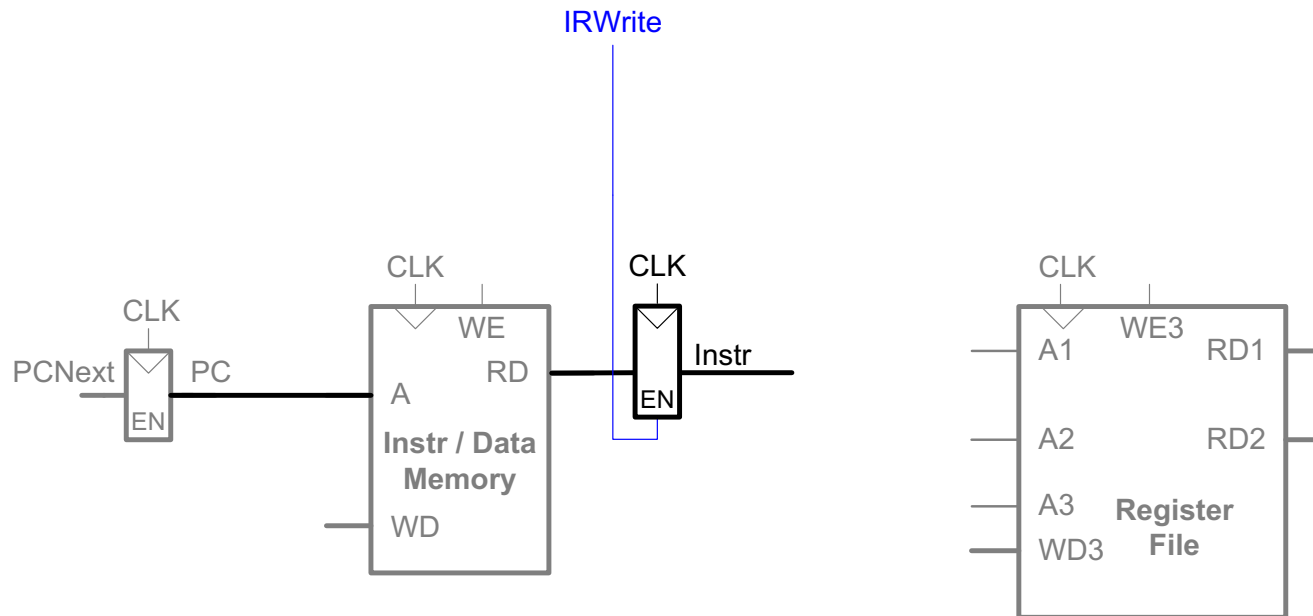 IRWrite
CLK
CLK
CLK
CLK
WE
WE3
PCNext
PC
EN
A
RD
Instr
EN
A1
RD1
A2
RD2
Instr / Data
Memory
WD
A3
WD3
Register
File